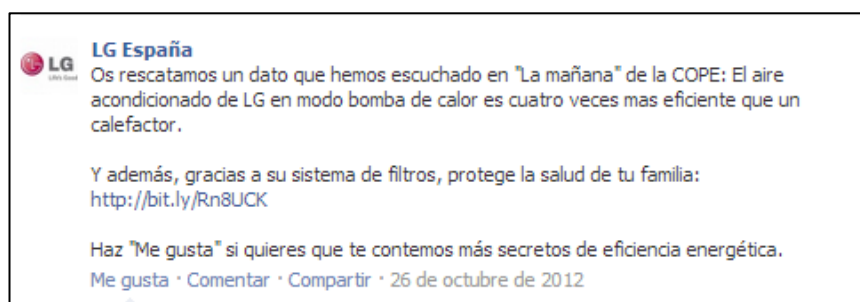 LG España
LG
Life's Good
Os rescatamos un dato que hemos escuchado en "La mañana" de la COPE: El aire
acondicionado de LG en modo bomba de calor es cuatro veces mas eficiente que un
calefactor.
Y además, gracias a su sistema de filtros, protege la salud de tu familia:
http://bit.ly/Rn8UCK
Haz "Me gusta" si quieres que te contemos más secretos de eficiencia energética.
Me gusta · Comentar · Compartir · 26 de octubre de 2012